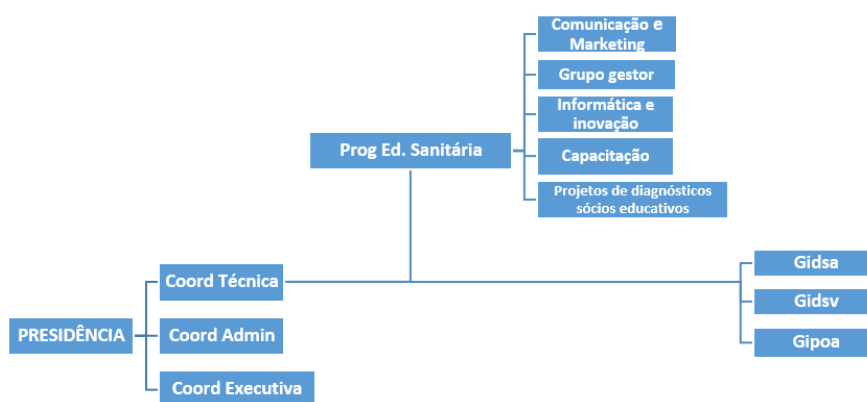 Comunicação e
Marketing
Grupo gestor
Informática e
inovação
Prog Ed. Sanitária
Capacitação
Projetos de diagnósticos
sócios educativos
Gidsa
Coord Técnica
Gidsv
PRESIDÊNCIA
Coord Admin
Gipoa
Coord Executiva